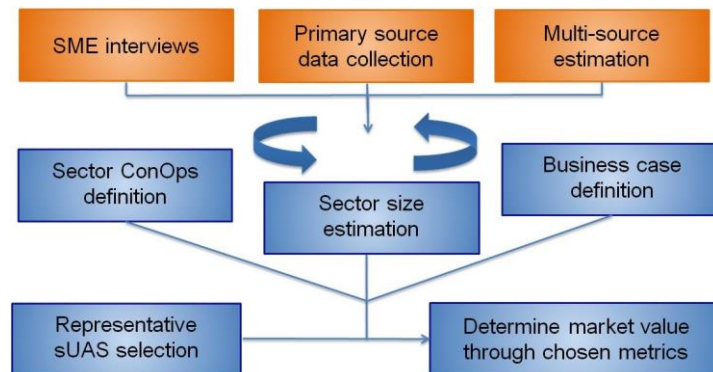 SME interviews
Primary source
data collection
Multi-source
estimation
Sector ConOps
definition
Sector size
estimation
Business case
definition
Representative
sUAS selection
Determine market value
through chosen metrics